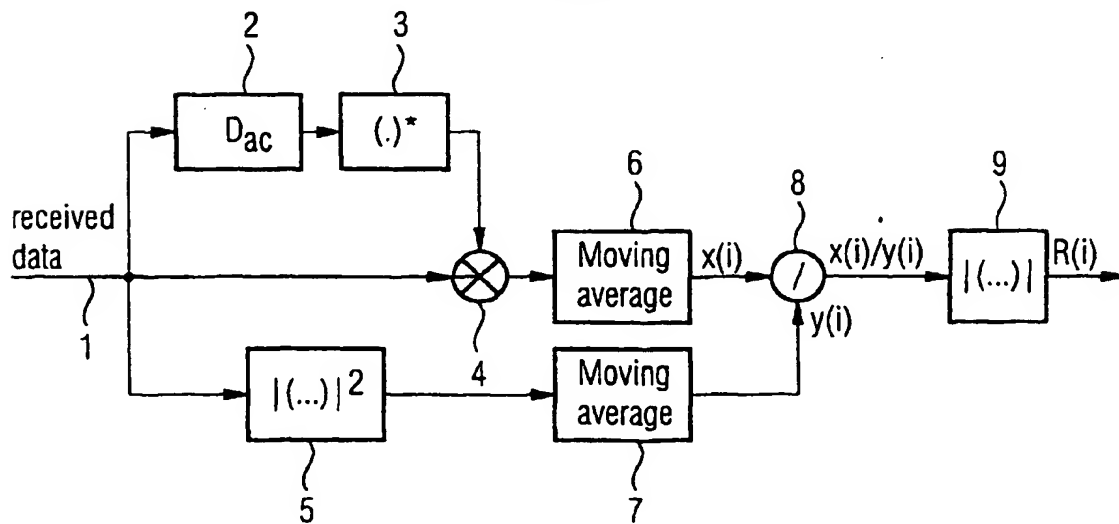 2
3
D_ac
(.)*
received
data
1
4
6
Moving
average
x(i)
8
/
x(i)/y(i)
y(i)
9
|(...)|
R(i)
|(...)|²
5
Moving
average
7